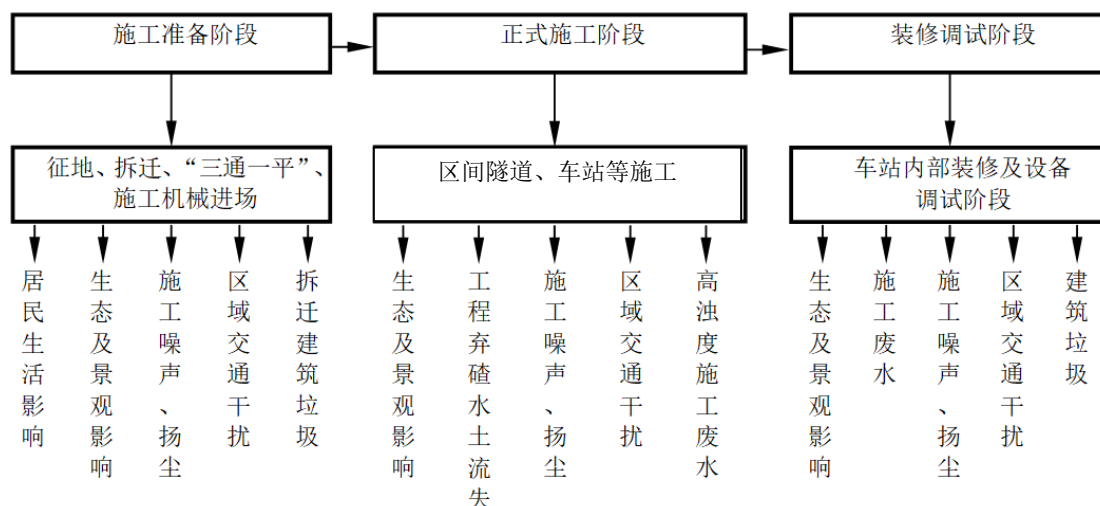 施工准备阶段
正式施工阶段
装修调试阶段
征地、拆迁、“三通一平”、
施工机械进场
区间隧道、车站等施工
车站内部装修及设备
调试阶段
居民生活影响
生态及景观影响
施工噪声、扬尘
区域交通干扰
拆迁建筑垃圾
生态及景观影响
工程弃碴水土流失
施工噪声、扬尘
区域交通干扰
高浊度施工废水
生态及景观影响
施工废水
施工噪声、扬尘
区域交通干扰
建筑垃圾